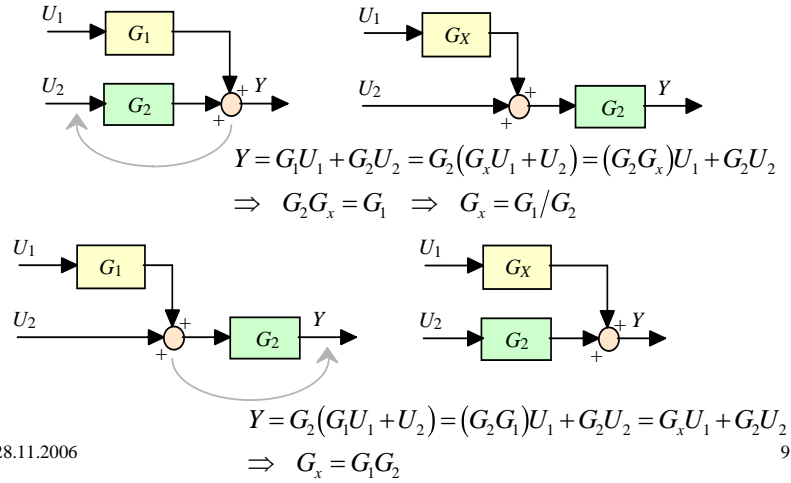 U1 G1 U1 GX
U2 G2 + Y U2 G2 Y
+ + +
Y = G1U1 + G2U2 = G2(GxU1 + U2) = (G2Gx)U1 + G2U2
⇒ G2Gx = G1 ⇒ Gx = G1/G2
U1 G1 U1 GX
U2 + G2 Y U2 G2 + Y
+ +
Y = G2(G1U1 + U2) = (G2G1)U1 + G2U2 = GxU1 + G2U2
28.11.2006 9
⇒ Gx = G1G2